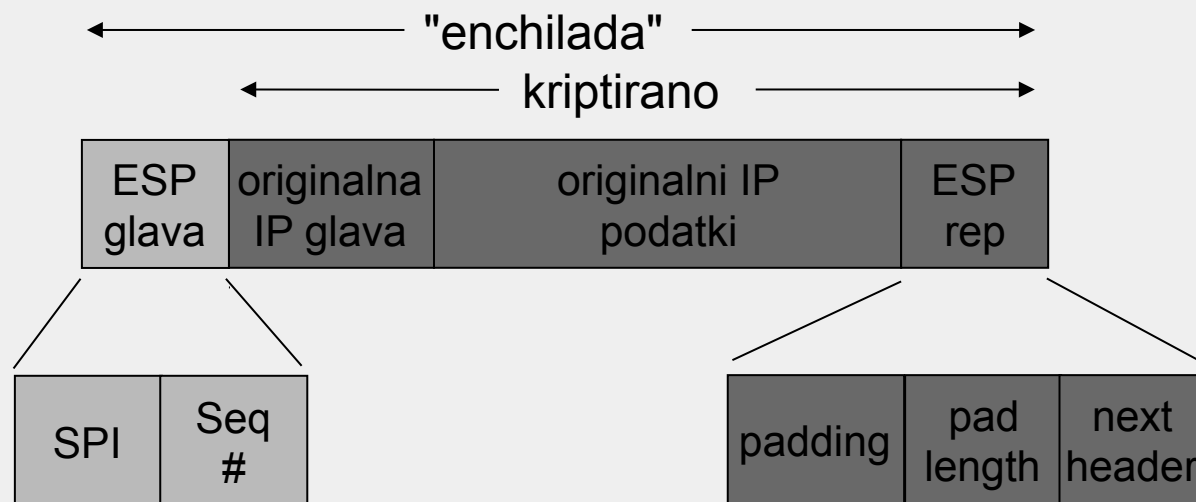 "enchilada"
kriptirano
ESP
glava
originalna
IP glava
originalni IP
podatki
ESP
rep
SPI
Seq
#
padding
pad
length
next
header